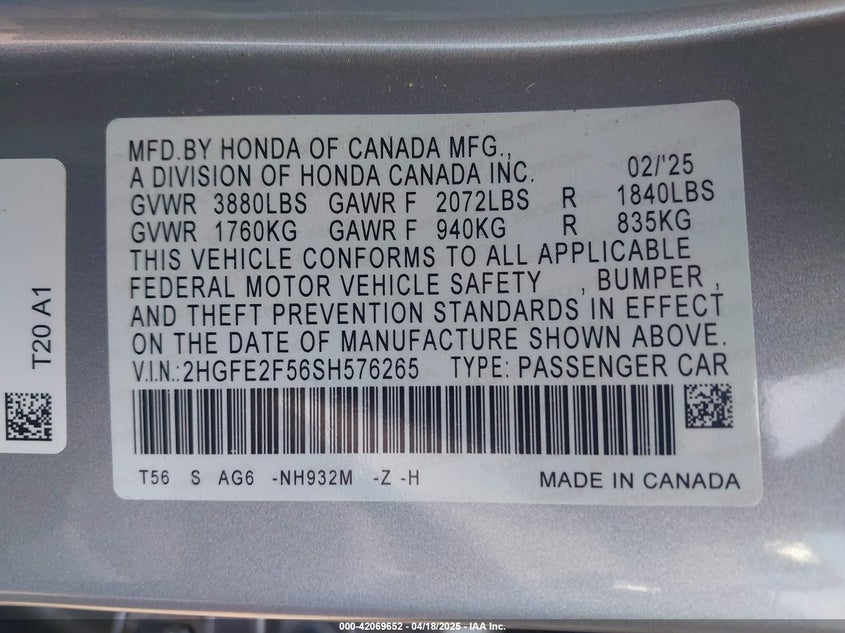 MFD.BY HONDA OF CANADA MFG.,
A DIVISION OF HONDA CANADA INC. 02/'25
GVWR 3880LBS GAWR F 2072LBS R 1840LBS
GVWR 1760KG GAWR F 940KG R 835KG
THIS VEHICLE CONFORMS TO ALL APPLICABLE
FEDERAL MOTOR VEHICLE SAFETY , BUMPER ,
AND THEFT PREVENTION STANDARDS IN EFFECT
ON THE DATE OF MANUFACTURE SHOWN ABOVE.
V.I.N.:2HGFE2F56SH576265 TYPE: PASSENGER CAR
T56 S AG6 -NH932M -Z -H MADE IN CANADA
T20 A1
000-42069652 - 04/18/2025 - IAA Inc.